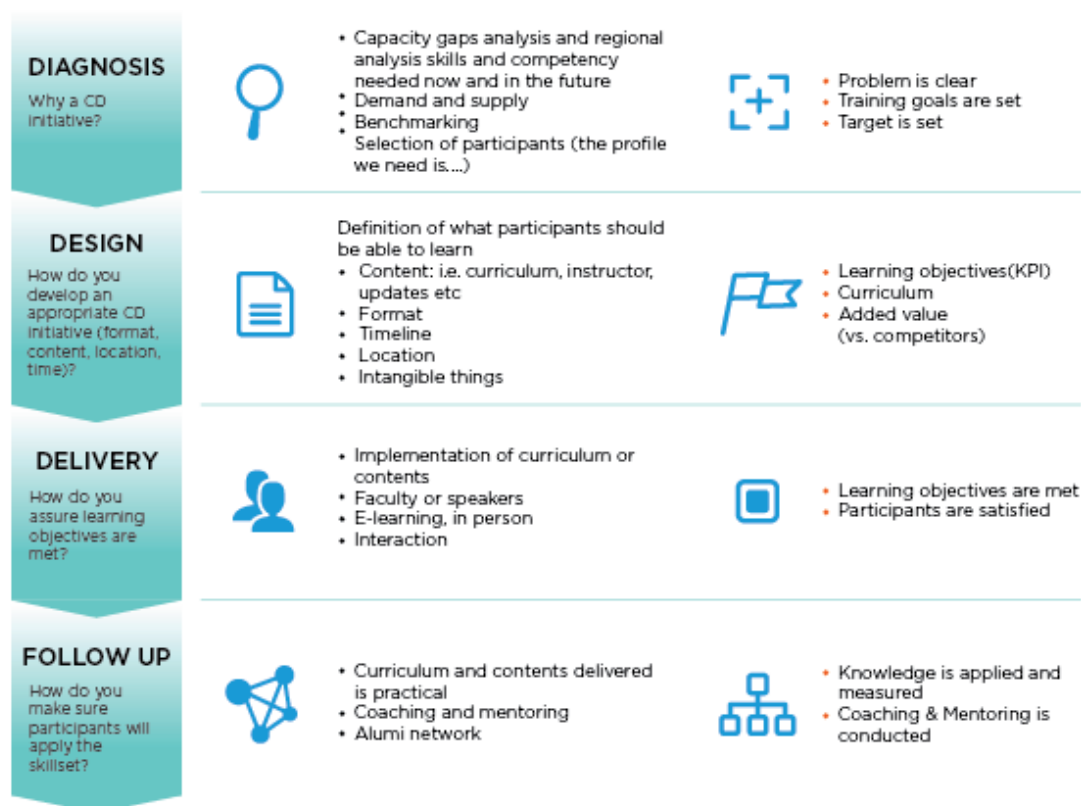 DIAGNOSIS
Why a CD
initiative?
• Capacity gaps analysis and regional
analysis skills and competency
needed now and in the future
• Demand and supply
• Benchmarking
• Selection of participants (the profile
we need is....)
• Problem is clear
• Training goals are set
• Target is set
DESIGN
How do you
develop an
appropriate CD
initiative (format,
content, location,
time)?
Definition of what participants should
be able to learn
• Content: i.e. curriculum, instructor,
updates etc
• Format
• Timeline
• Location
• Intangible things
• Learning objectives(KPI)
• Curriculum
• Added value
(vs. competitors)
DELIVERY
How do you
assure learning
objectives are
met?
• Implementation of curriculum or
contents
• Faculty or speakers
• E-learning, in person
• Interaction
• Learning objectives are met
• Participants are satisfied
FOLLOW UP
How do you
make sure
participants will
apply the
skillset?
• Curriculum and contents delivered
is practical
• Coaching and mentoring
• Alumi network
• Knowledge is applied and
measured
• Coaching & Mentoring is
conducted